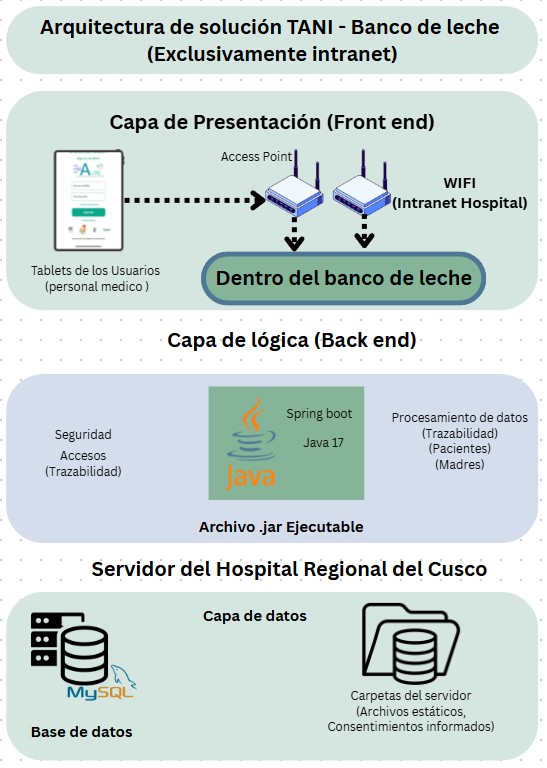 Arquitectura de solución TANI - Banco de leche
(Exclusivamente intranet)
Capa de Presentación (Front end)
Access Point
WIFI
(Intranet Hospital)
Tablets de los Usuarios
(personal medico )
Dentro del banco de leche
Capa de lógica (Back end)
Seguridad
Accesos
(Trazabilidad)
Java
Spring boot
Java 17
Procesamiento de datos
(Trazabilidad)
(Pacientes)
(Madres)
Archivo .jar Ejecutable
Servidor del Hospital Regional del Cusco
Capa de datos
MySQL
Base de datos
Carpetas del servidor
(Archivos estáticos,
Consentimientos informados)